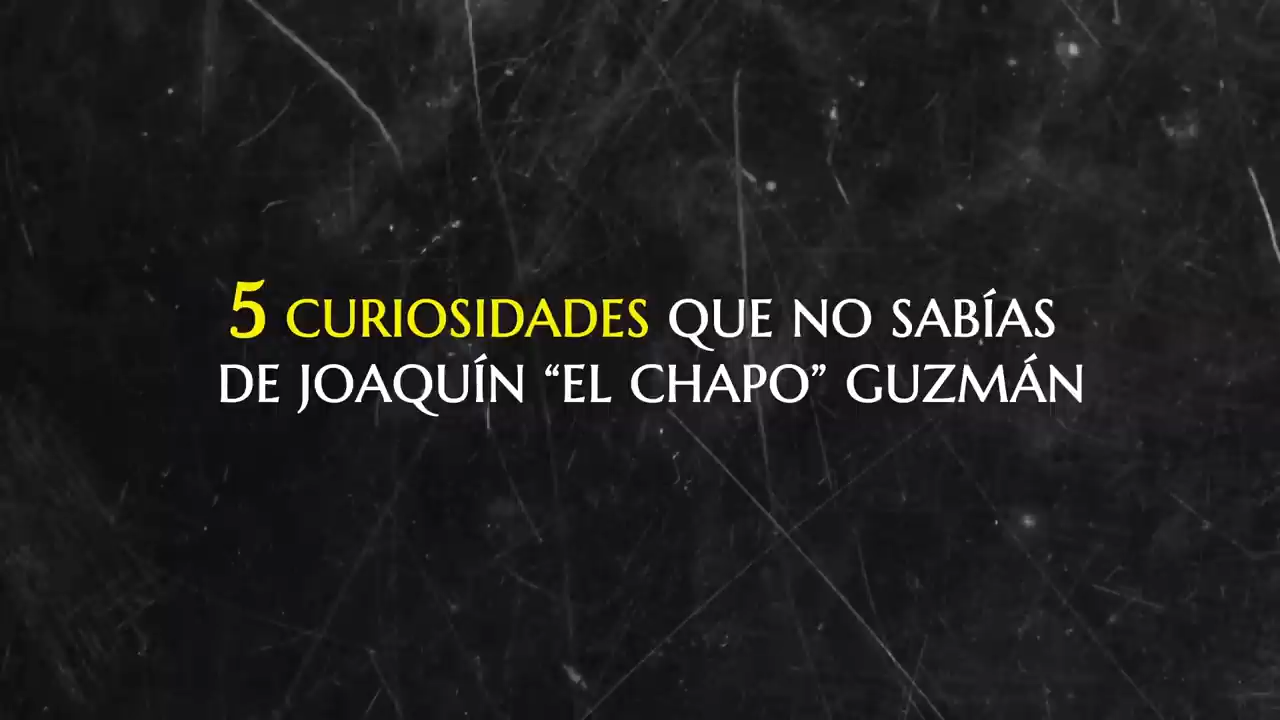 5 CURIOSIDADES QUE NO SABÍAS
DE JOAQUÍN “EL CHAPO” GUZMÁN